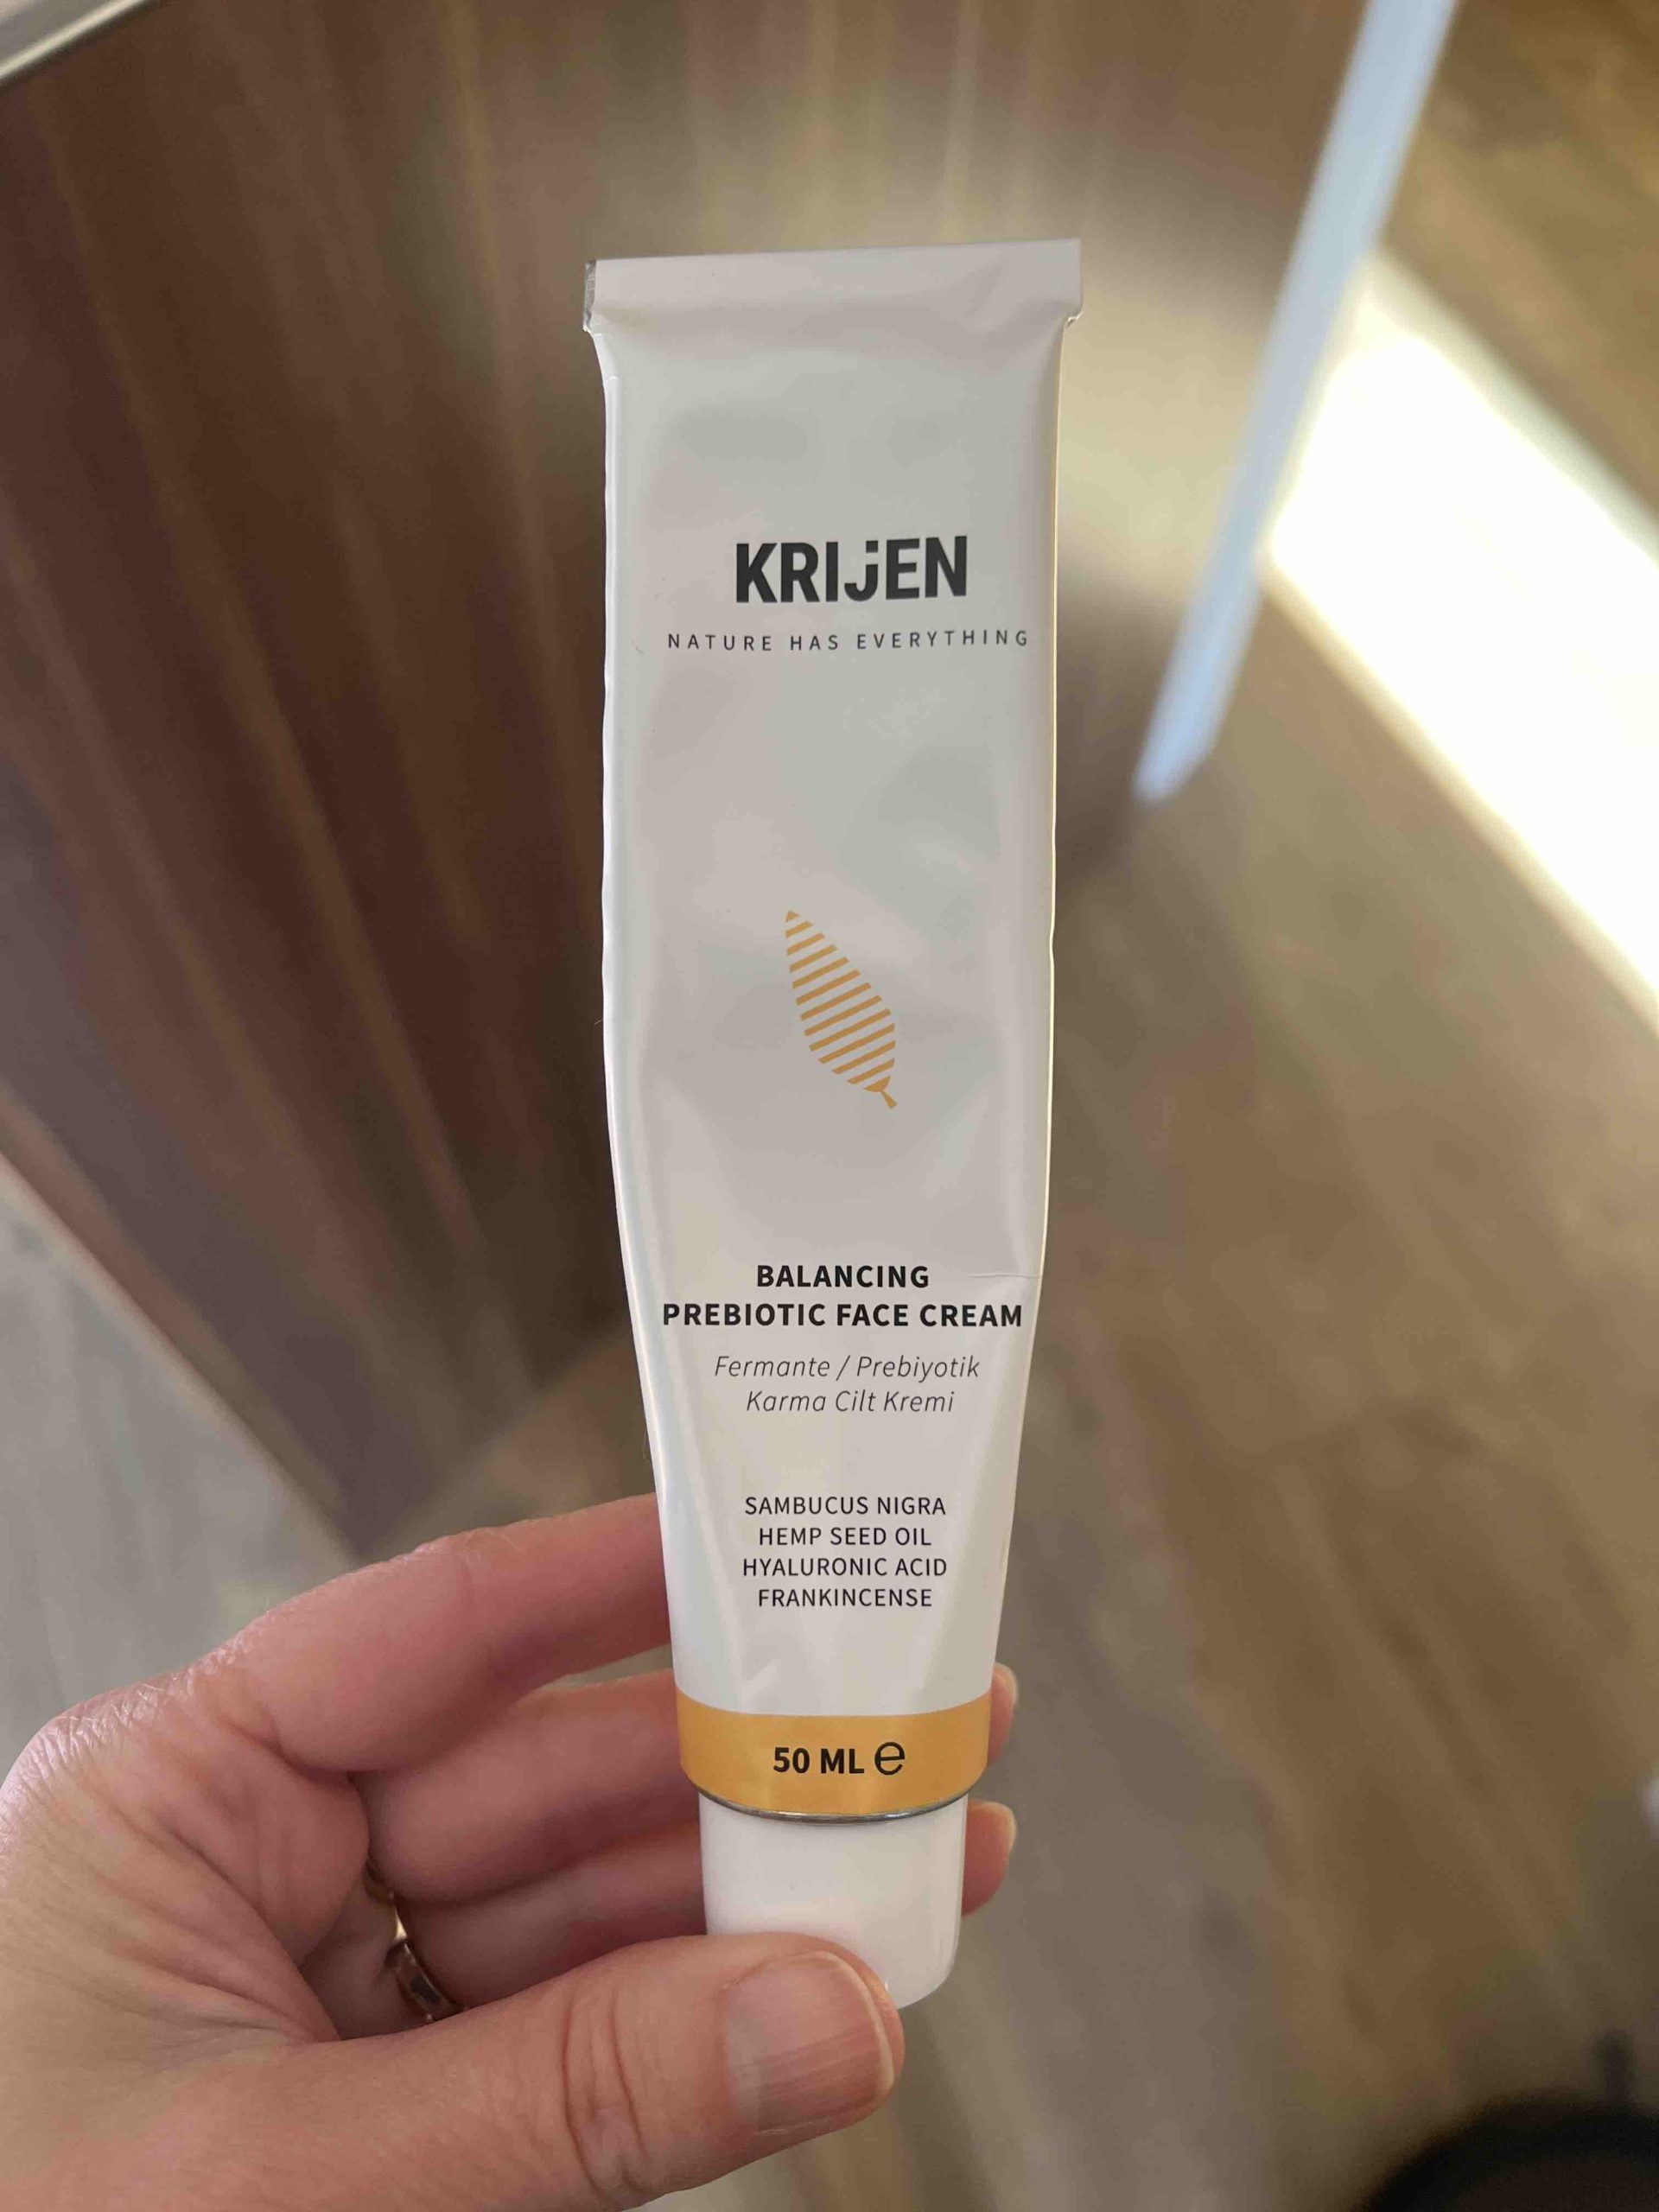 KRIJEN
NATURE HAS EVERYTHING
BALANCING
PREBIOTIC FACE CREAM
Fermante / Prebiyotik
Karma Cilt Kremi
SAMBUCUS NIGRA
HEMP SEED OIL
HYALURONIC ACID
FRANKINCENSE
50 ML ℮